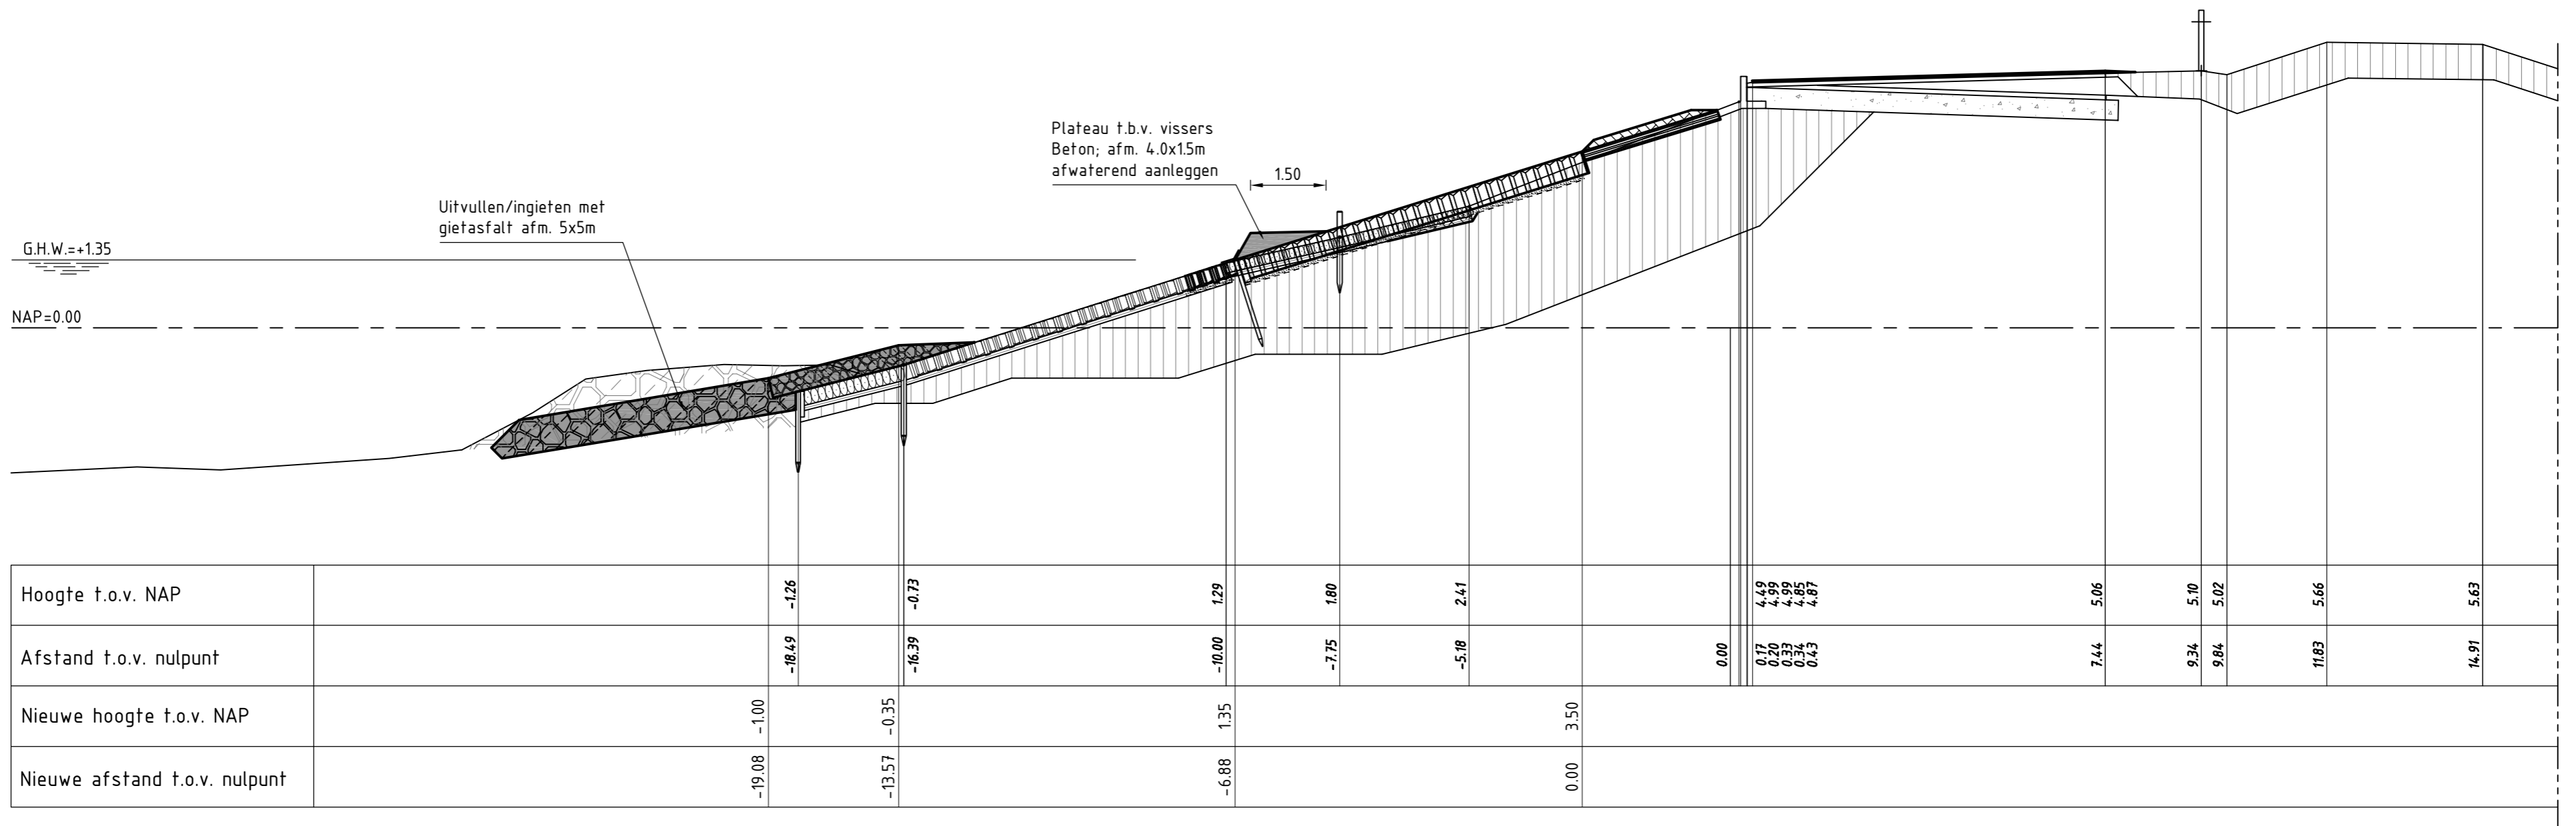 Plateau t.b.v. vissers
Beton; afm. 4.0x1.5m
afwaterend aanleggen
1.50
Uitvullen/ingieten met
gietasfalt afm. 5x5m
G.H.W.=+1.35
NAP=0.00
Hoogte t.o.v. NAP -1.26 -0.73 1.29 1.80 2.41 4.49 4.99 4.99 4.85 4.87 5.06 5.10 5.02 5.66 5.63
Afstand t.o.v. nulpunt -18.49 -16.39 -10.00 -7.75 -5.18 0.00 0.17 0.20 0.33 0.34 0.43 7.44 9.34 9.84 11.83 14.91
Nieuwe hoogte t.o.v. NAP -1.00 -0.35 1.35 3.50
Nieuwe afstand t.o.v. nulpunt -19.08 -13.57 -6.88 0.00